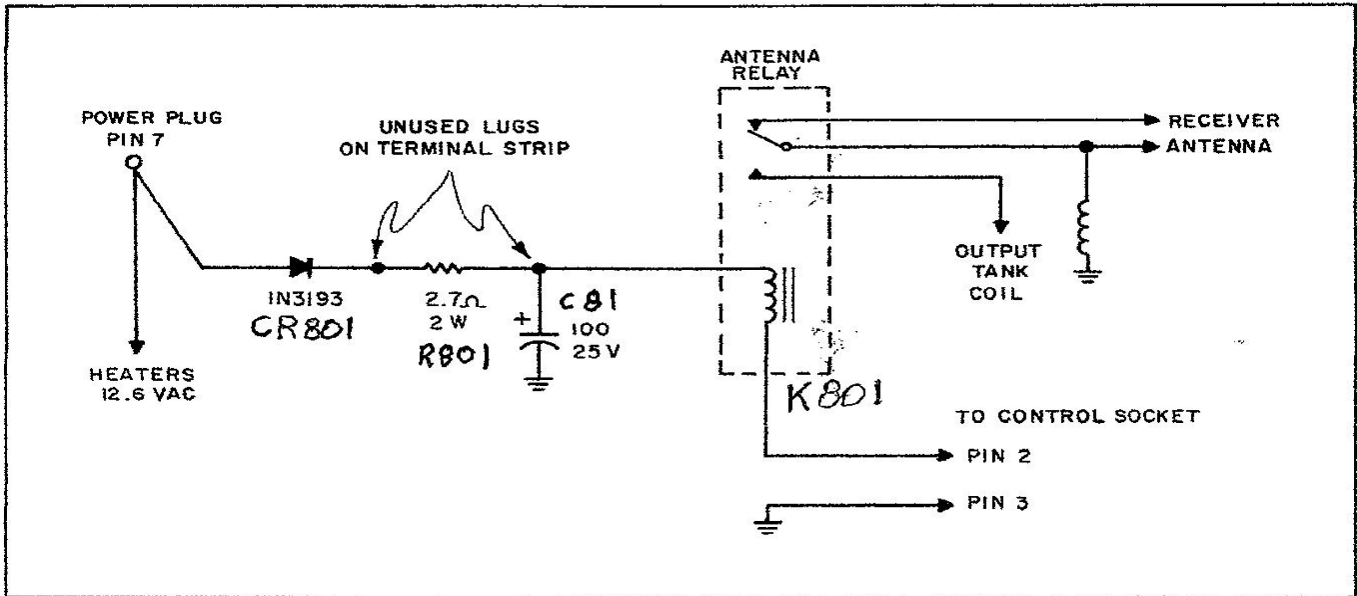 ANTENNA
RELAY
POWER PLUG
PIN 7
UNUSED LUGS
ON TERMINAL STRIP
RECEIVER
ANTENNA
OUTPUT
TANK
COIL
1N3193
CR801
2.7Ω
2 W
R801
+
C81
100
25V
HEATERS
12.6 VAC
K801
TO CONTROL SOCKET
PIN 2
PIN 3